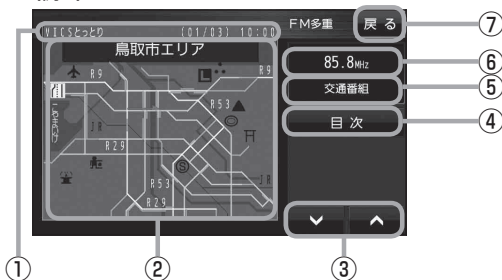 VICSとっとり (01/03) 10:00
FM多重
戻る
鳥取市エリア
85.8MHz
交通番組
目次
R9
R9
R53
JR
R29
R53
JR
R29
①
②
③
④
⑤
⑥
⑦